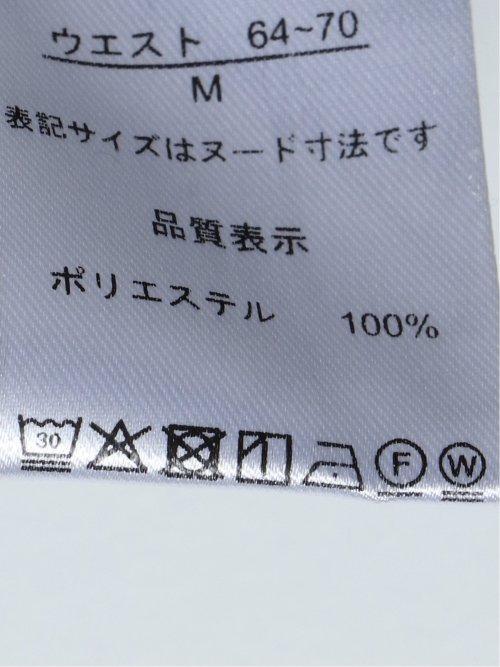 ウエスト 64~70
M
表記サイズはヌード寸法です
品質表示
ポリエステル 100%
30 F W